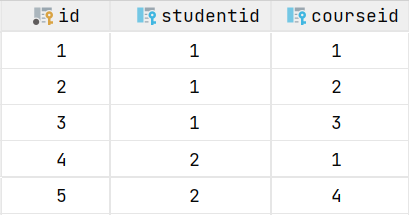 id studentid courseid
1 1 1
2 1 2
3 1 3
4 2 1
5 2 4